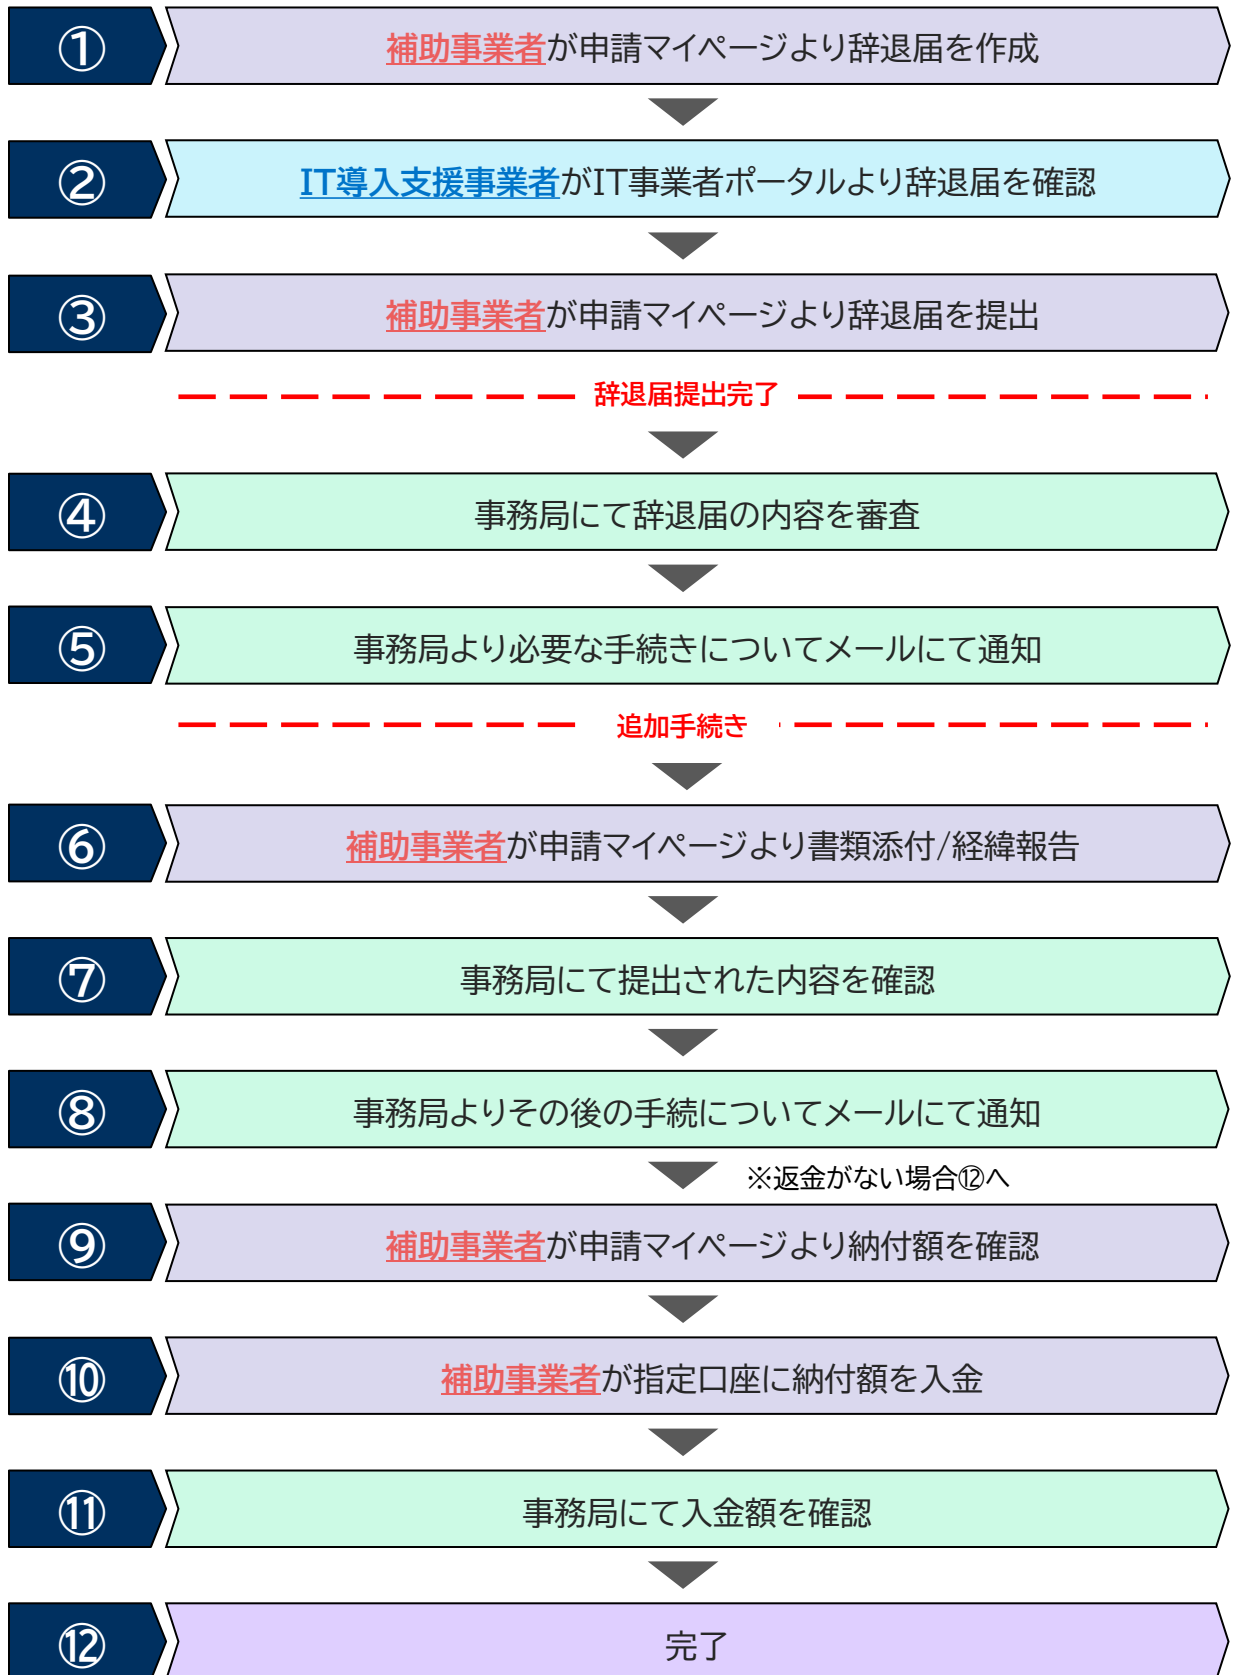 ①
補助事業者が申請マイページより辞退届を作成
②
IT導入支援事業者がIT事業者ポータルより辞退届を確認
③
補助事業者が申請マイページより辞退届を提出
辞退届提出完了
④
事務局にて辞退届の内容を審査
⑤
事務局より必要な手続きについてメールにて通知
追加手続き
⑥
補助事業者が申請マイページより書類添付/経緯報告
⑦
事務局にて提出された内容を確認
⑧
事務局よりその後の手続についてメールにて通知
※返金がない場合⑫へ
⑨
補助事業者が申請マイページより納付額を確認
⑩
補助事業者が指定口座に納付額を入金
⑪
事務局にて入金額を確認
⑫
完了